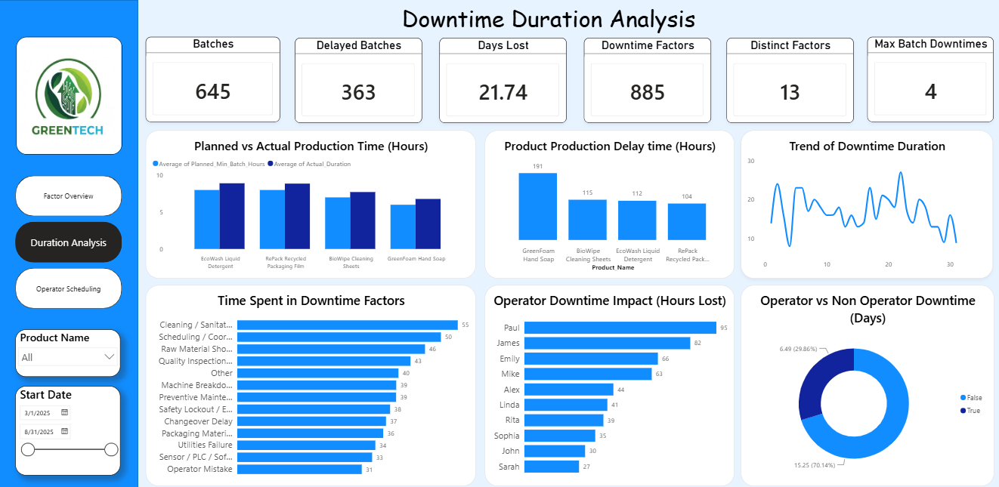 Downtime Duration Analysis
GREENTECH
Factor Overview
Duration Analysis
Operator Scheduling
Product Name
All
Start Date
3/1/2025
8/31/2025
Batches
645
Delayed Batches
363
Days Lost
21.74
Downtime Factors
885
Distinct Factors
13
Max Batch Downtimes
4
Planned vs Actual Production Time (Hours)
Average of Planned_Min_Batch_Hours Average of Actual_Duration
10
5
0
EcoWash Liquid
Detergent
RePack Recycled
Packaging Film
BioWipe Cleaning
Sheets
GreenFoam Hand Soap
Product Production Delay time (Hours)
191
115
112
104
GreenFoam
Hand Soap
BioWipe
Cleaning Sheets
EcoWash Liquid
Detergent
RePack
Recycled Pack...
Product_Name
Trend of Downtime Duration
30
20
10
0 10 20 30
Time Spent in Downtime Factors
Cleaning / Sanitat... 55
Scheduling / Coor... 50
Raw Material Sho... 46
Quality Inspection... 43
Other 40
Machine Breakdo... 39
Preventive Mainte... 39
Safety Lockout / E... 38
Changeover Delay 37
Packaging Materi... 36
Utilities Failure 34
Sensor / PLC / Sof... 33
Operator Mistake 31
Operator Downtime Impact (Hours Lost)
Paul 95
James 82
Emily 66
Mike 63
Alex 44
Linda 41
Rita 39
Sophia 35
John 30
Sarah 27
Operator vs Non Operator Downtime
(Days)
6.49 (29.86%)
15.25 (70.14%)
False
True